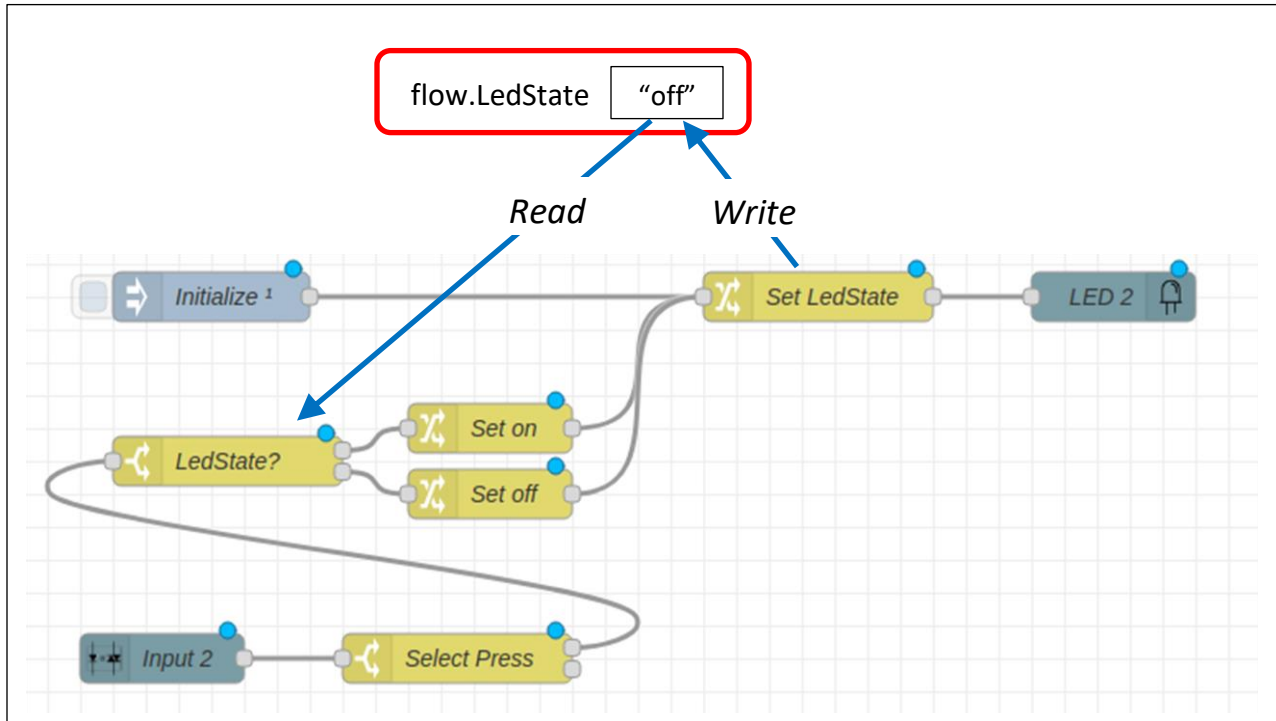 flow.LedState “off”
Read Write
Initialize ¹ Set LedState LED 2
Set on
LedState?
Set off
Input 2 Select Press